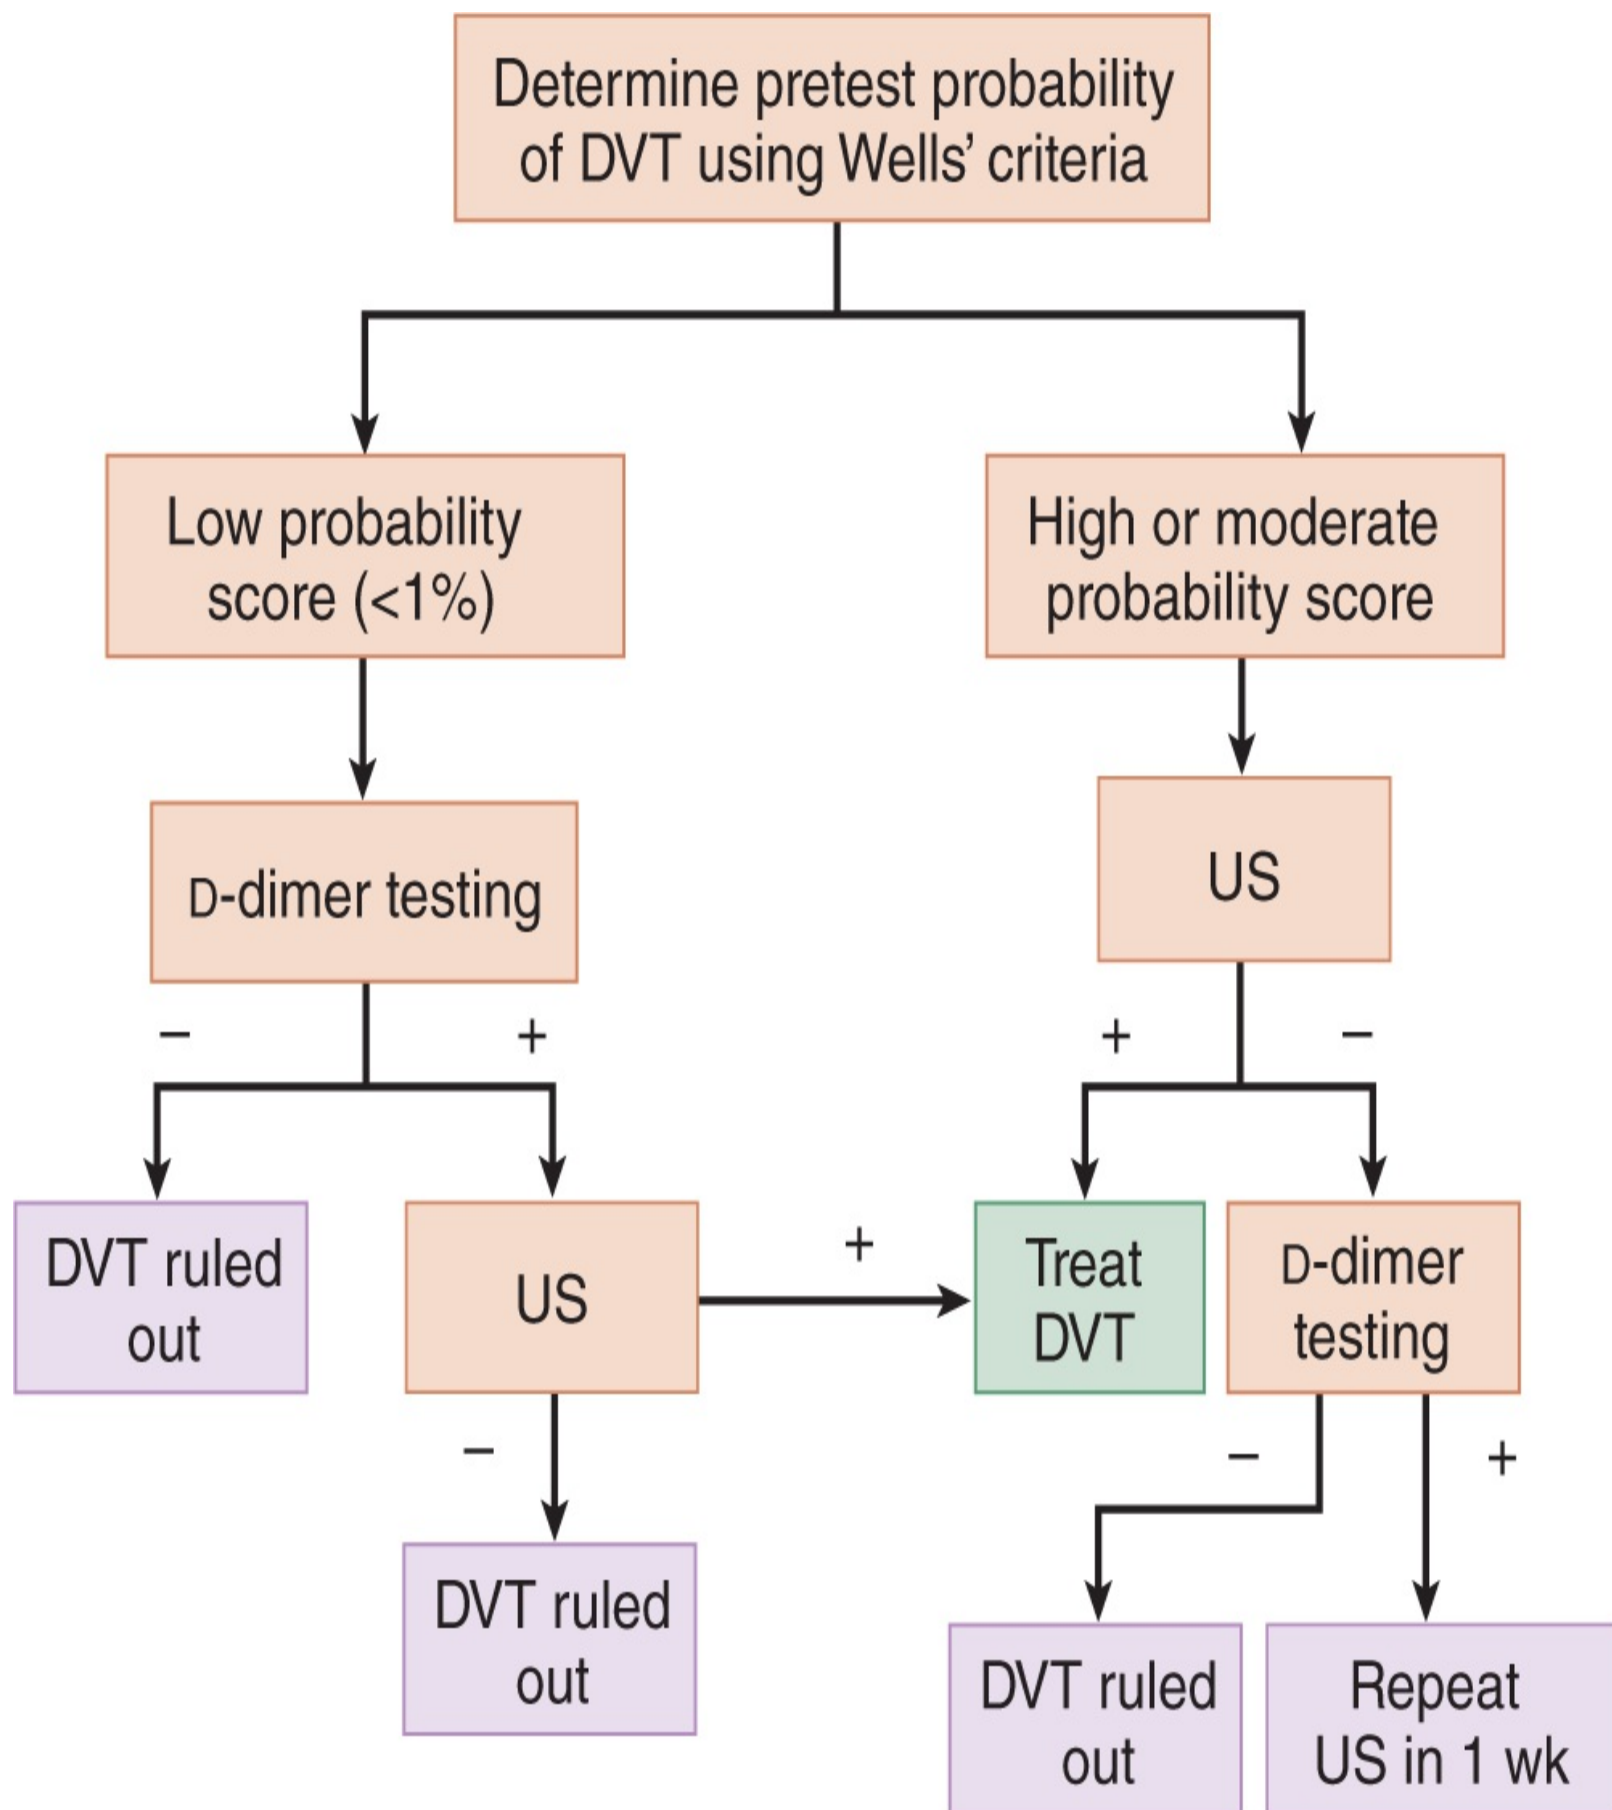 Determine pretest probability
of DVT using Wells’ criteria
Low probability
score (<1%)
High or moderate
probability score
D-dimer testing
US
–
+
+
–
DVT ruled
out
US
+
Treat
DVT
D-dimer
testing
–
–
+
DVT ruled
out
DVT ruled
out
Repeat
US in 1 wk